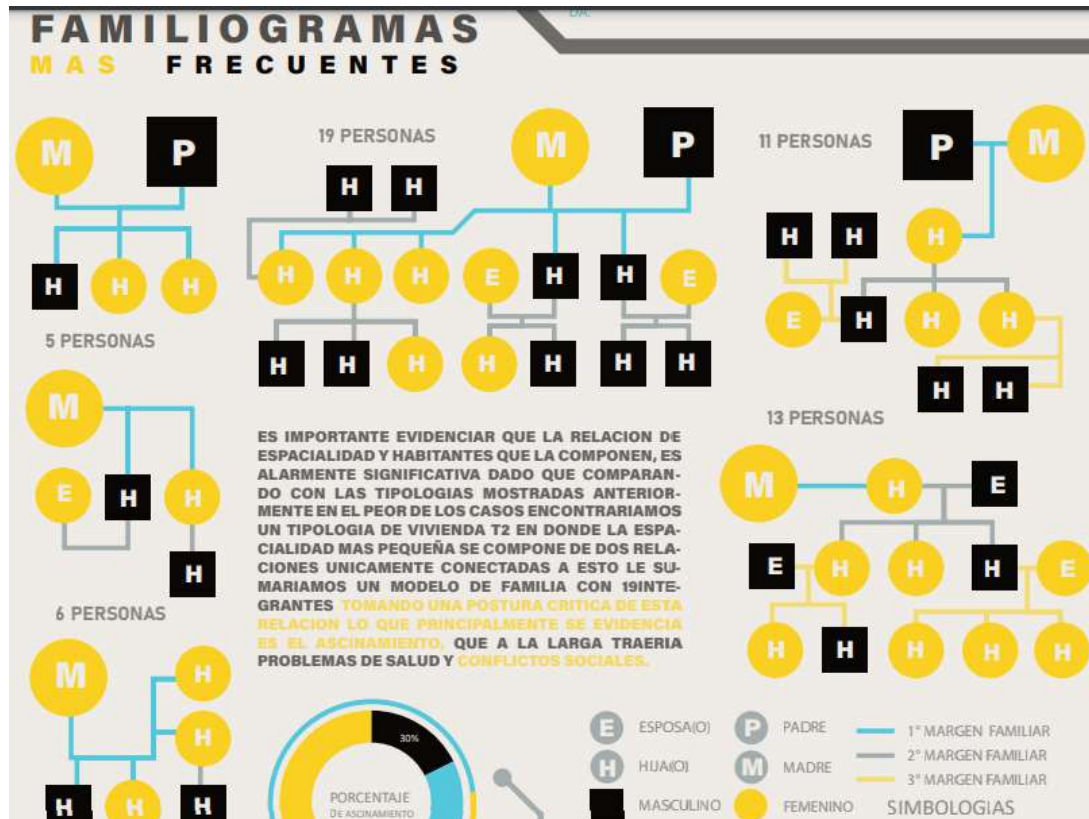 DA.
FAMILIOGRAMAS
MAS FRECUENTES
M
P
H
H
H
5 PERSONAS
19 PERSONAS
H
H
M
P
H
H
H
E
H
H
E
H
H
H
H
H
H
H
11 PERSONAS
P
M
H
H
H
E
H
H
H
H
H
M
E
H
H
H
6 PERSONAS
ES IMPORTANTE EVIDENCIAR QUE LA RELACION DE
ESPACIALIDAD Y HABITANTES QUE LA COMPONEN, ES
ALARMENTE SIGNIFICATIVA DADO QUE COMPARAN-
DO CON LAS TIPOLOGIAS MOSTRADAS ANTERIOR-
MENTE EN EL PEOR DE LOS CASOS ENCONTRARIAMOS
UN TIPOLOGIA DE VIVIENDA T2 EN DONDE LA ESPA-
CIALIDAD MAS PEQUEÑA SE COMPONE DE DOS RELA-
CIONES UNICAMENTE CONECTADAS A ESTO LE SU-
MARIAMOS UN MODELO DE FAMILIA CON 19INTE-
GRANTES TOMANDO UNA POSTURA CRITICA DE ESTA
RELACION LO QUE PRINCIPALMENTE SE EVIDENCIA
ES EL ASCINAMIENTO, QUE A LA LARGA TRAERIA
PROBLEMAS DE SALUD Y CONFLICTOS SOCIALES.
13 PERSONAS
M
H
E
E
H
H
H
E
H
H
H
H
H
M
H
H
H
H
H
30%
PORCENTAJE
DE ASCINAMIENTO
E ESPOSA(O)
P PADRE
1° MARGEN FAMILIAR
H HIJA(O)
M MADRE
2° MARGEN FAMILIAR
3° MARGEN FAMILIAR
MASCULINO
FEMENINO
SIMBOLOGIAS